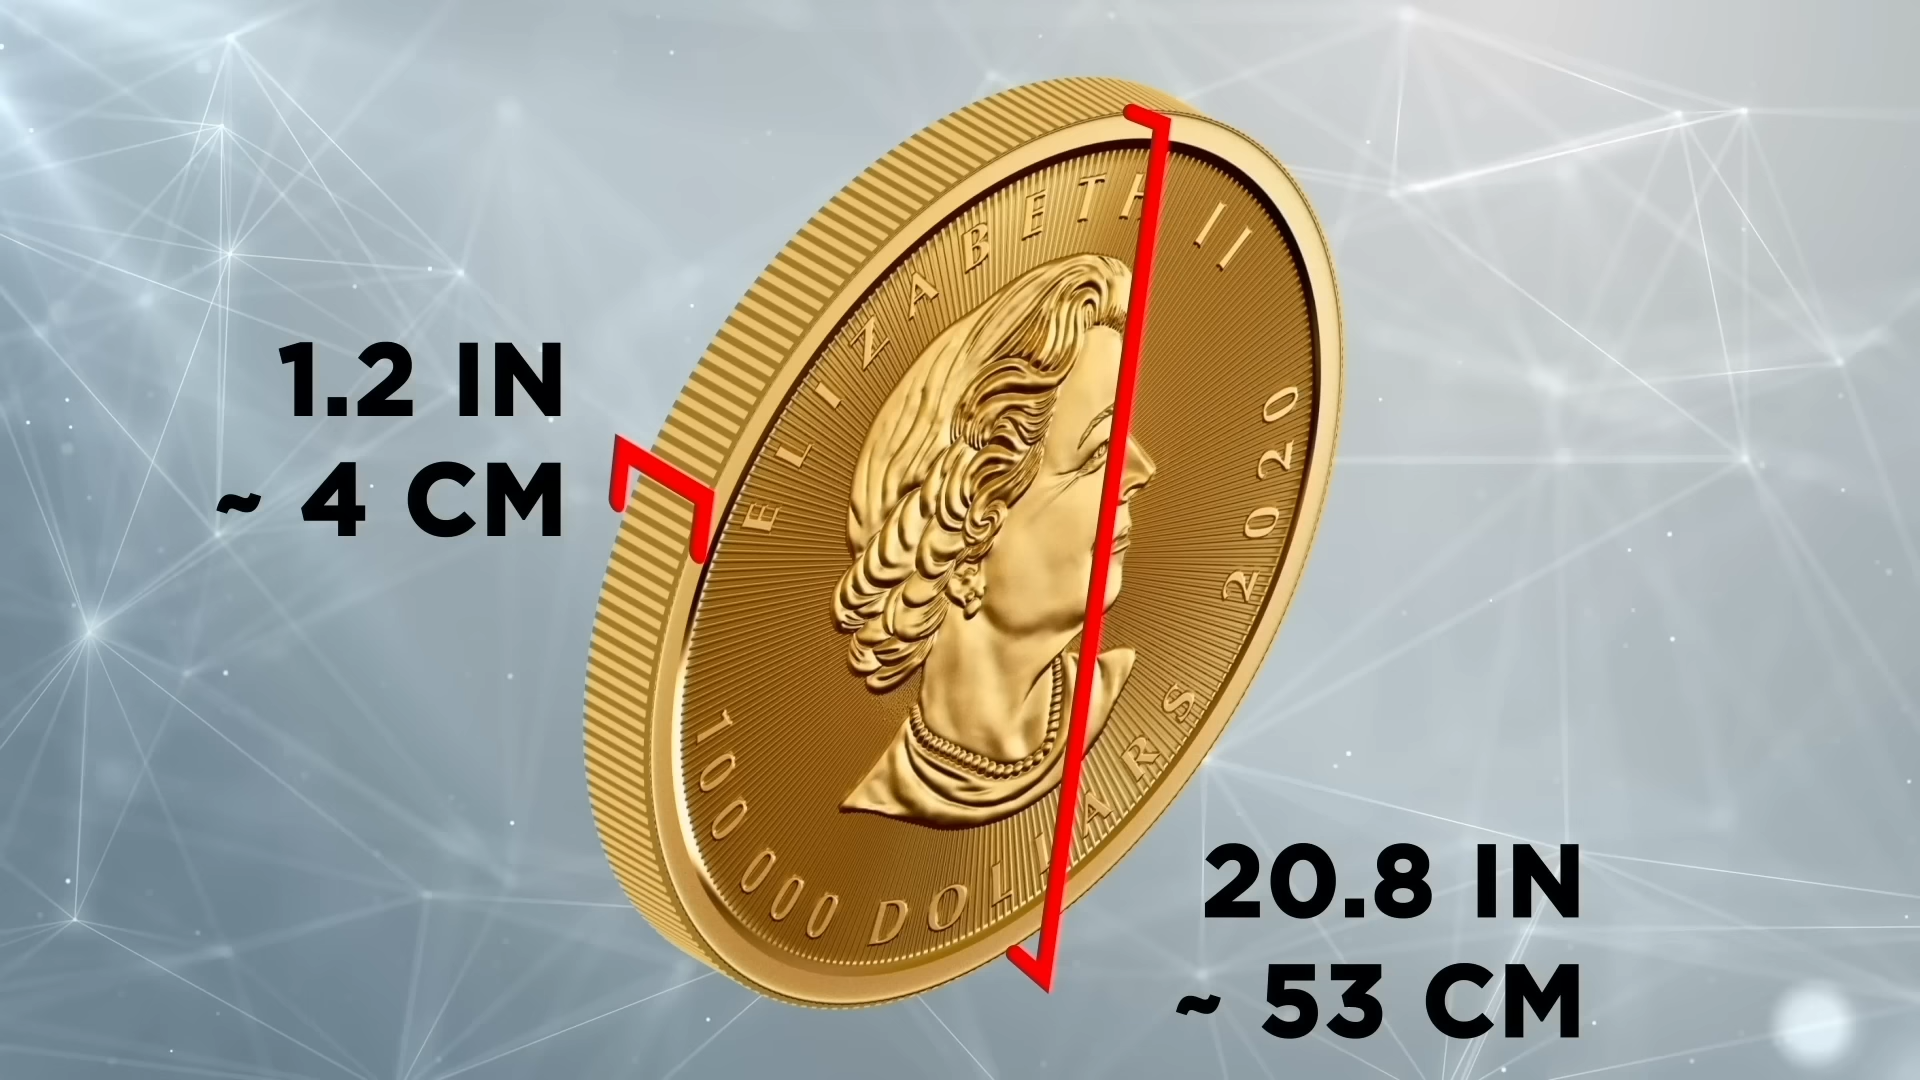 ELIZABETH II
1.2 IN
~ 4 CM
2020
100 000 DOLLARS
20.8 IN
~ 53 CM